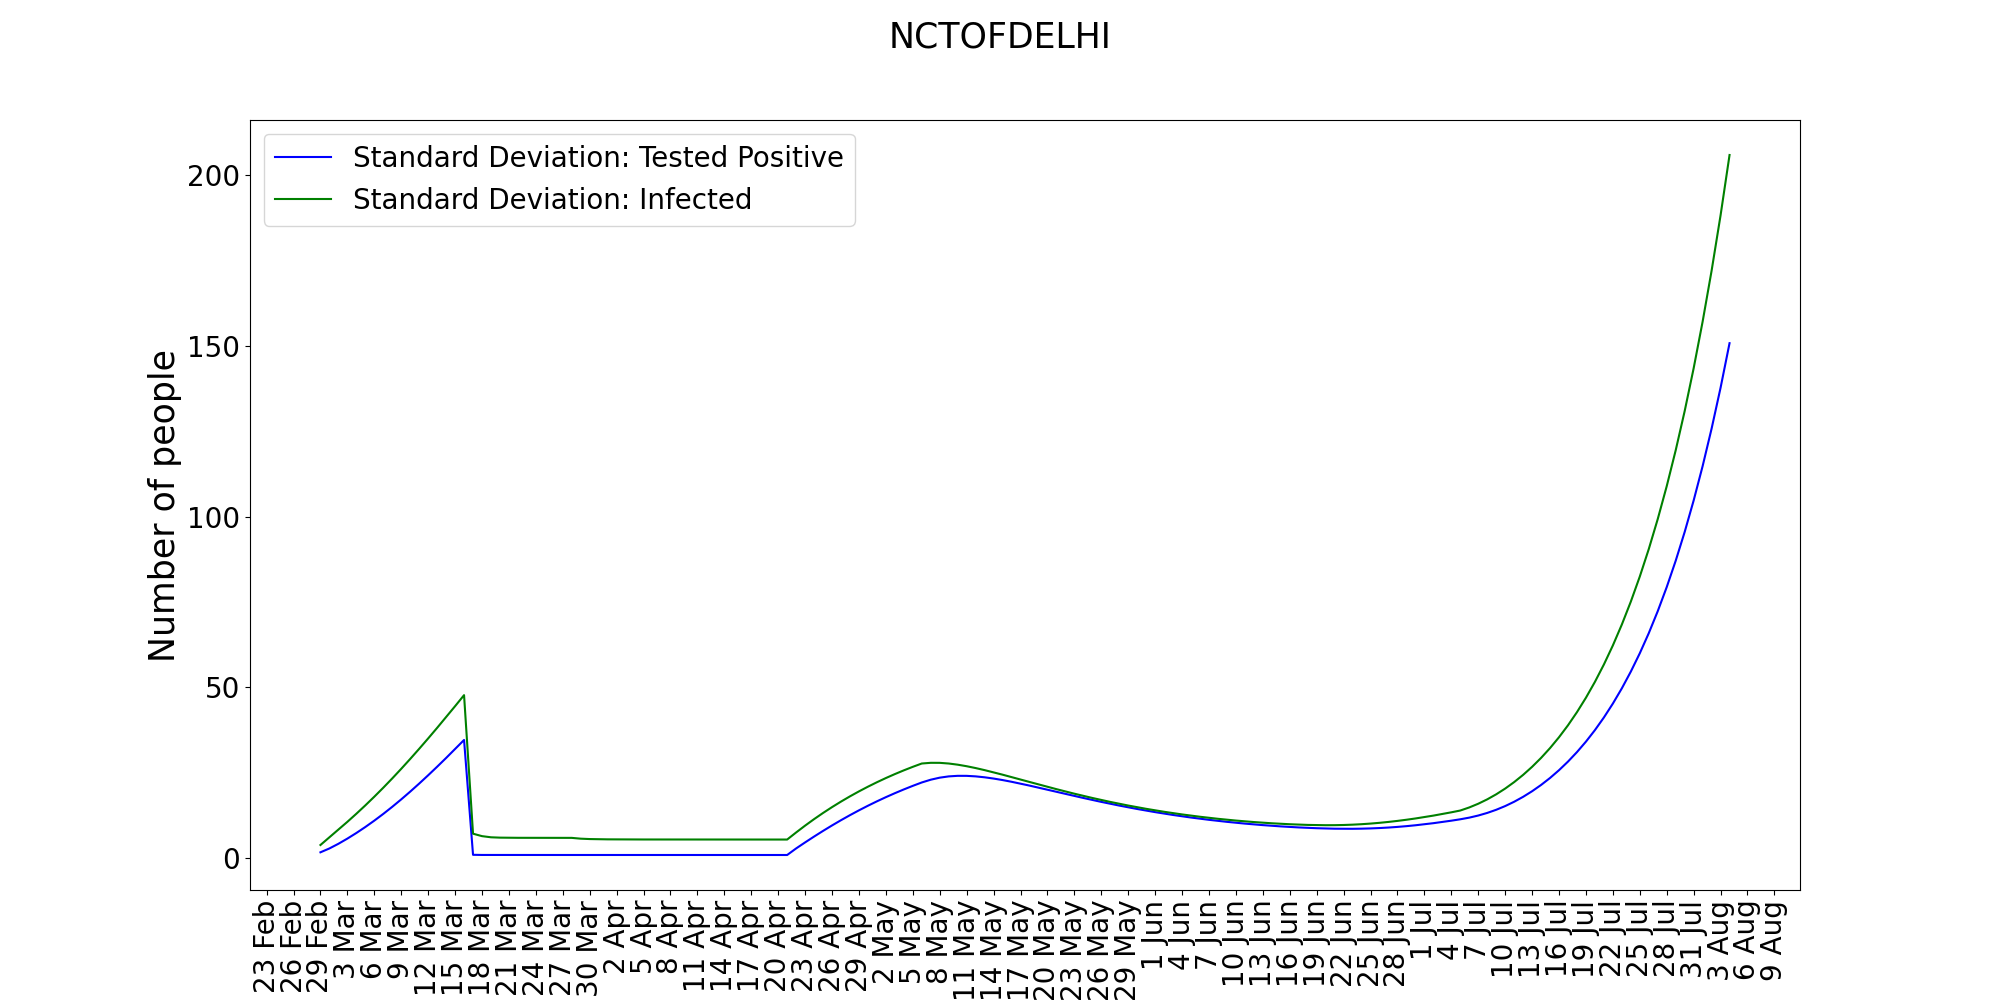 NCTOFDELHI
Standard Deviation: Tested Positive
Standard Deviation: Infected
Number of people
200
150
100
50
0
23 Feb
26 Feb
29 Feb
3 Mar
6 Mar
9 Mar
12 Mar
15 Mar
18 Mar
21 Mar
24 Mar
27 Mar
30 Mar
2 Apr
5 Apr
8 Apr
11 Apr
14 Apr
17 Apr
20 Apr
23 Apr
26 Apr
29 Apr
2 May
5 May
8 May
11 May
14 May
17 May
20 May
23 May
26 May
29 May
1 Jun
4 Jun
7 Jun
10 Jun
13 Jun
16 Jun
19 Jun
22 Jun
25 Jun
28 Jun
1 Jul
4 Jul
7 Jul
10 Jul
13 Jul
16 Jul
19 Jul
22 Jul
25 Jul
28 Jul
31 Jul
3 Aug
6 Aug
9 Aug